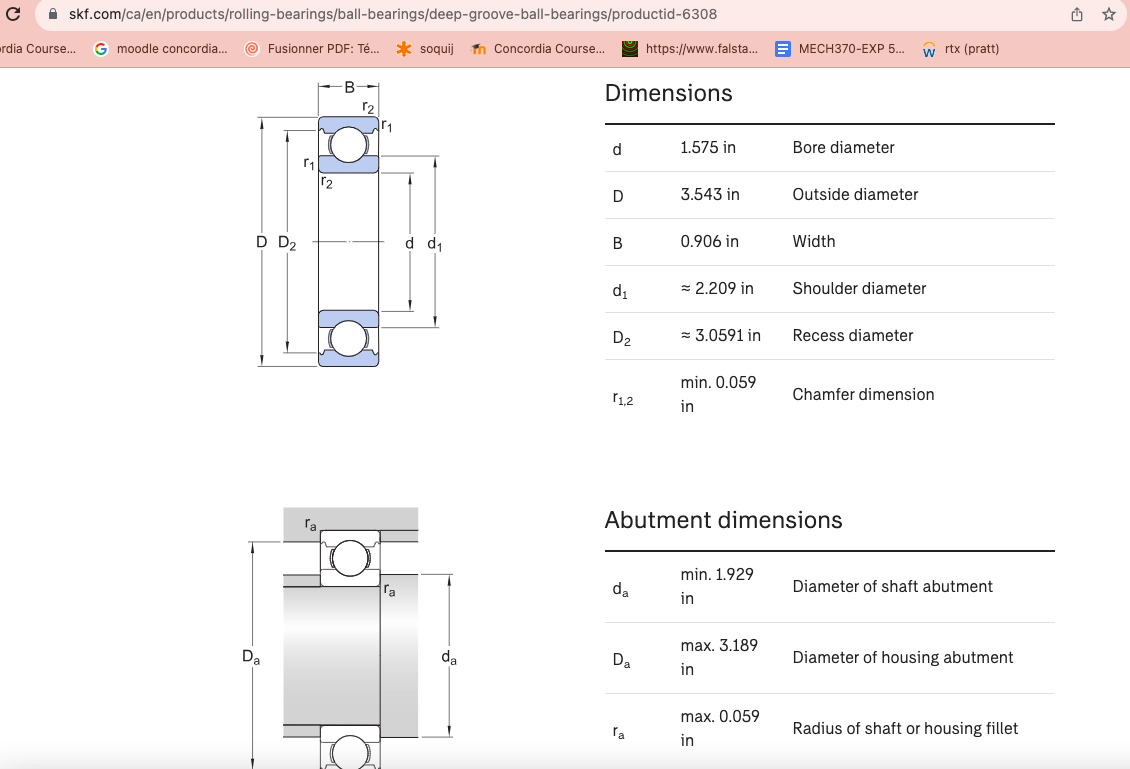 skf.com/ca/en/products/rolling-bearings/ball-bearings/deep-groove-ball-bearings/productid-6308
rdia Course... moodle concordia... Fusionner PDF: Té... soquij Concordia Course... https://www.falsta... MECH370-EXP 5... rtx (pratt)
B
r2
r1
r1
r2
D D2 d d1
Dimensions
d 1.575 in Bore diameter
D 3.543 in Outside diameter
B 0.906 in Width
d1 ≈ 2.209 in Shoulder diameter
D2 ≈ 3.0591 in Recess diameter
r1,2 min. 0.059 in Chamfer dimension
ra
ra
Da da
Abutment dimensions
da min. 1.929 in Diameter of shaft abutment
Da max. 3.189 in Diameter of housing abutment
ra max. 0.059 in Radius of shaft or housing fillet